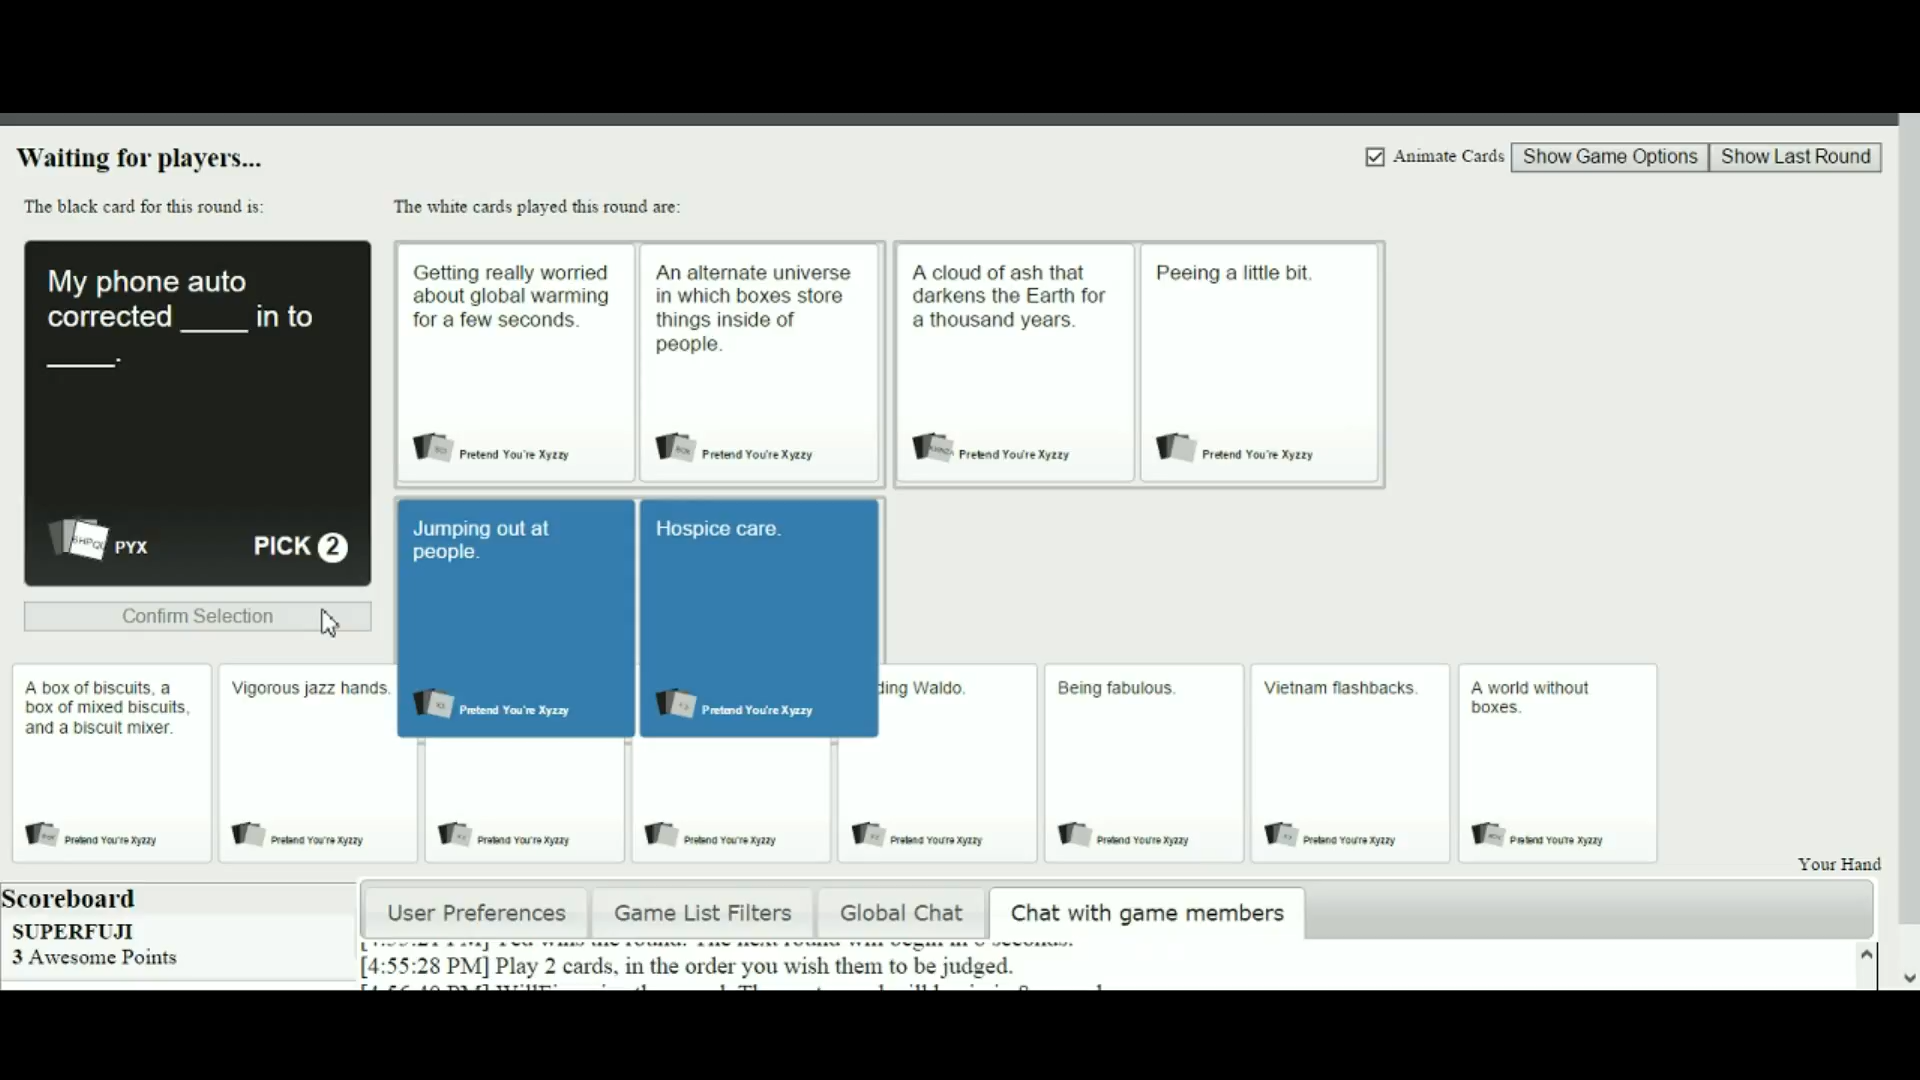 Waiting for players...
Animate Cards
Show Game Options
Show Last Round
The black card for this round is:
The white cards played this round are:
My phone auto
corrected _____ in to
_____.
PYX
PICK 2
Getting really worried
about global warming
for a few seconds.
Pretend You're Xyzzy
An alternate universe
in which boxes store
things inside of
people.
Pretend You're Xyzzy
A cloud of ash that
darkens the Earth for
a thousand years.
Pretend You're Xyzzy
Peeing a little bit.
Pretend You're Xyzzy
Confirm Selection
Jumping out at
people.
Pretend You're Xyzzy
Hospice care.
Pretend You're Xyzzy
A box of biscuits, a
box of mixed biscuits,
and a biscuit mixer.
Pretend You're Xyzzy
Vigorous jazz hands.
Pretend You're Xyzzy
Pretend You're Xyzzy
Pretend You're Xyzzy
Waldo.
Pretend You're Xyzzy
Being fabulous.
Pretend You're Xyzzy
Vietnam flashbacks.
Pretend You're Xyzzy
A world without
boxes.
Pretend You're Xyzzy
Your Hand
Scoreboard
SUPERFUJI
3 Awesome Points
User Preferences
Game List Filters
Global Chat
Chat with game members
[4:55:28 PM] Play 2 cards, in the order you wish them to be judged.